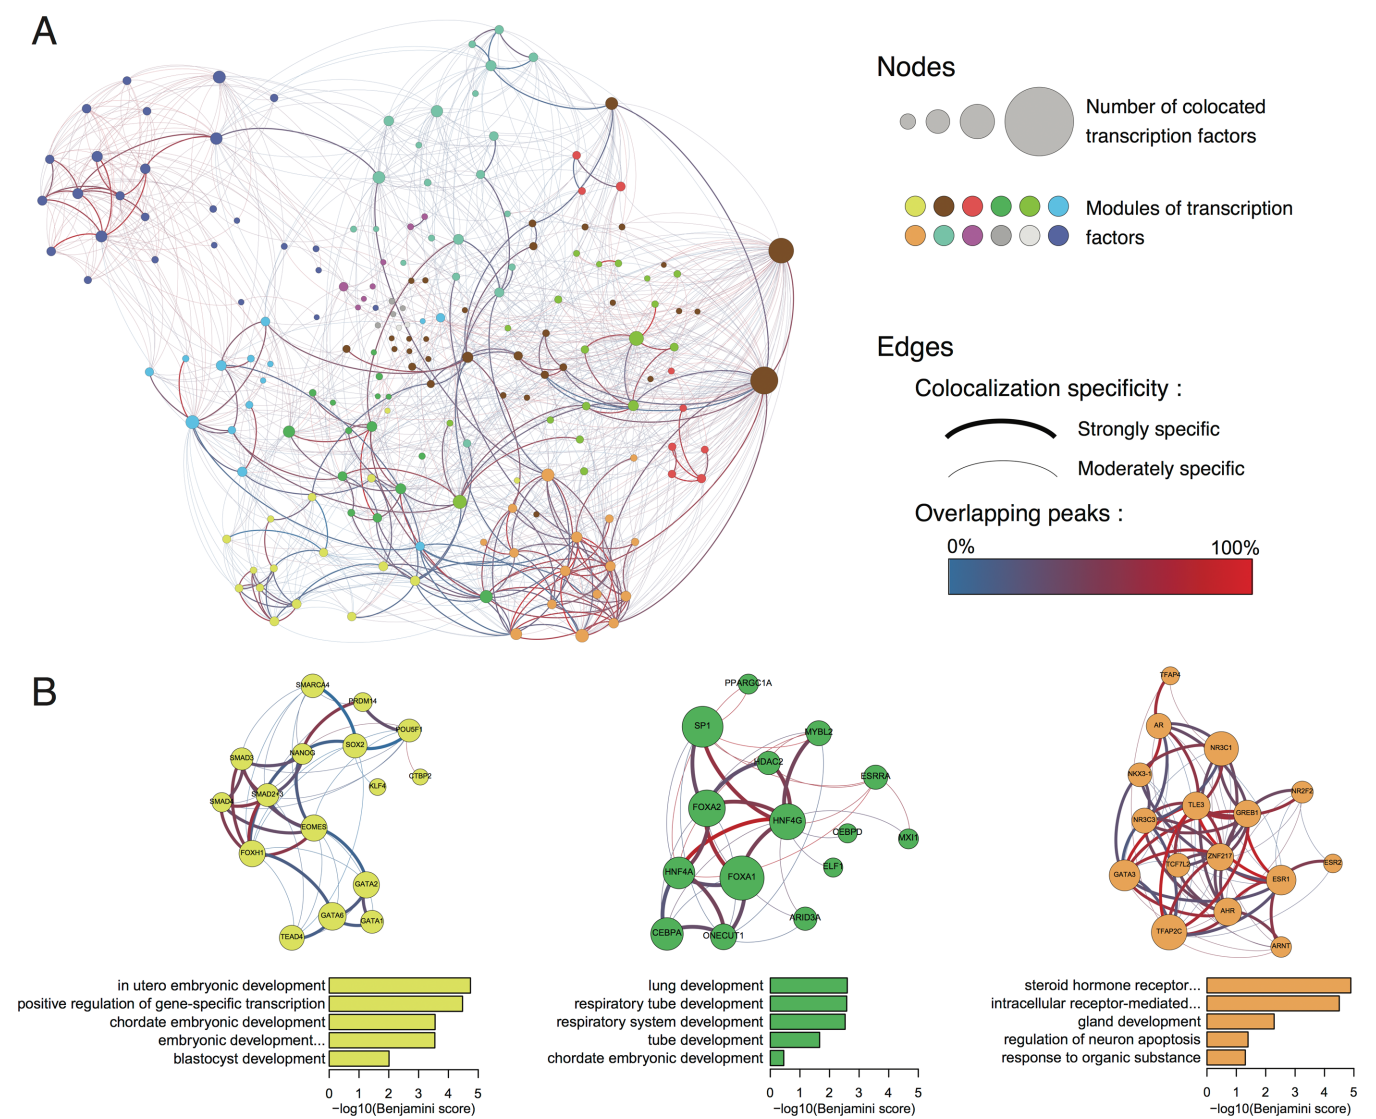 A
Nodes
Number of colocated
transcription factors
Modules of transcription
factors
Edges
Colocalization specificity :
Strongly specific
Moderately specific
Overlapping peaks :
0% 100%
B
SMARCA4
PRDM14
POU5F1
SOX2
NANOG
SMAD3
CTBP2
KLF4
SMAD2+3
SMAD4
EOMES
FOXH1
GATA2
GATA6
GATA1
TEAD4
PPARGC1A
SP1
MYBL2
HDAC2
ESRRA
FOXA2
HNF4G
CEBPD
MXI1
HNF4A
FOXA1
ELF1
ARID3A
CEBPA
ONECUT1
TFAP4
AR
NR3C1
NKX3-1
NR2F2
TLE3
GREB1
NR3C3
ZNF217
TCF7L2
ESR2
GATA3
ESR1
AHR
TFAP2C
ARNT
in utero embryonic development
positive regulation of gene-specific transcription
chordate embryonic development
embryonic development...
blastocyst development
0 1 2 3 4 5
−log10(Benjamini score)
lung development
respiratory tube development
respiratory system development
tube development
chordate embryonic development
0 1 2 3 4 5
−log10(Benjamini score)
steroid hormone receptor...
intracellular receptor-mediated...
gland development
regulation of neuron apoptosis
response to organic substance
0 1 2 3 4 5
−log10(Benjamini score)